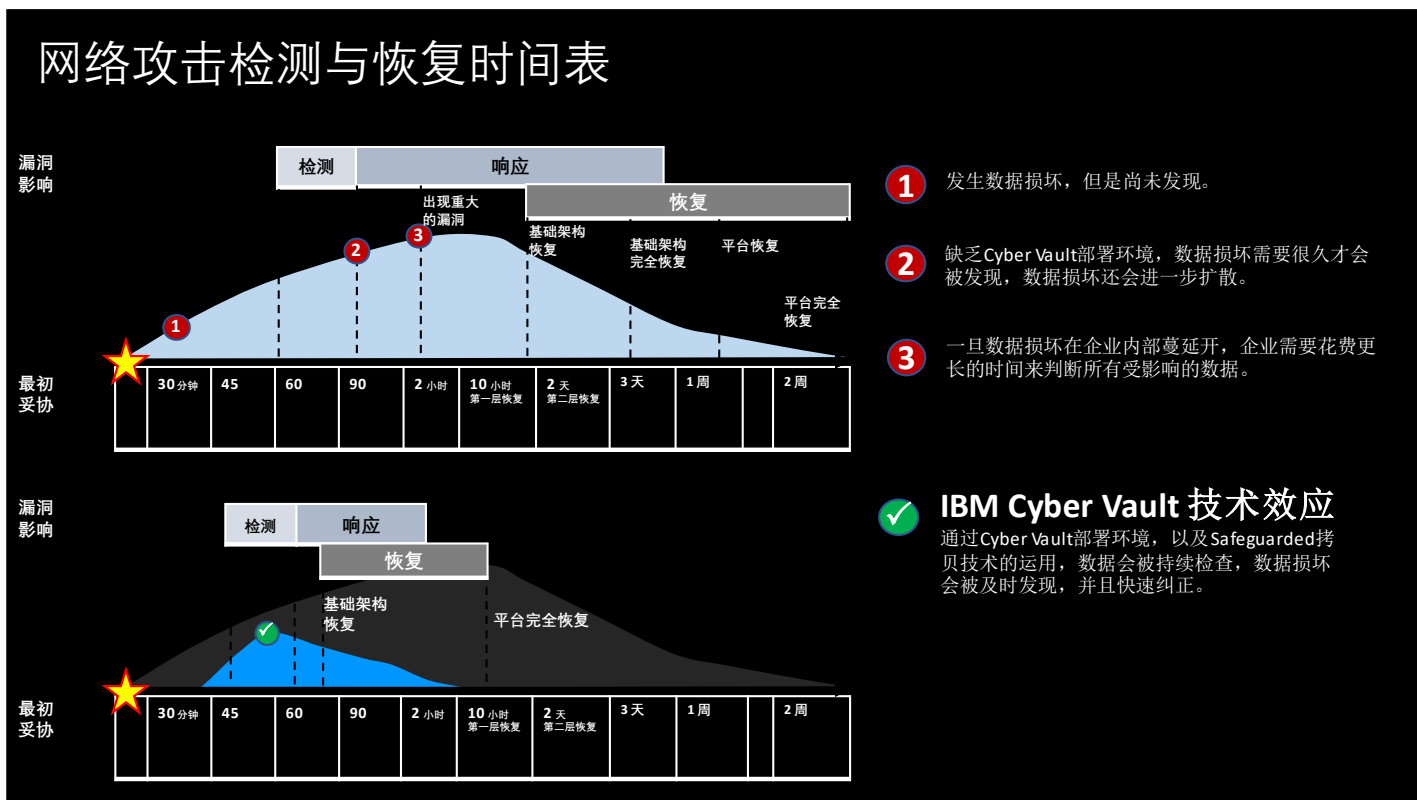 网络攻击检测与恢复时间表
漏洞
影响
检测
响应
恢复
出现重大
的漏洞
基础架构
恢复
基础架构
完全恢复
平台恢复
平台完全
恢复
1
2
3
最初
妥协
30 分钟
45
60
90
2 小时
10 小时
第一层恢复
2 天
第二层恢复
3 天
1 周
2 周
1
发生数据损坏，但是尚未发现。
2
缺乏Cyber Vault部署环境，数据损坏需要很久才会
被发现，数据损坏还会进一步扩散。
3
一旦数据损坏在企业内部蔓延开，企业需要花费更
长的时间来判断所有受影响的数据。
漏洞
影响
检测
响应
恢复
基础架构
恢复
平台完全恢复
最初
妥协
30 分钟
45
60
90
2 小时
10 小时
第一层恢复
2 天
第二层恢复
3 天
1 周
2 周
IBM Cyber Vault 技术效应
通过Cyber Vault部署环境，以及Safeguarded拷
贝技术的运用，数据会被持续检查，数据损坏
会被及时发现，并且快速纠正。